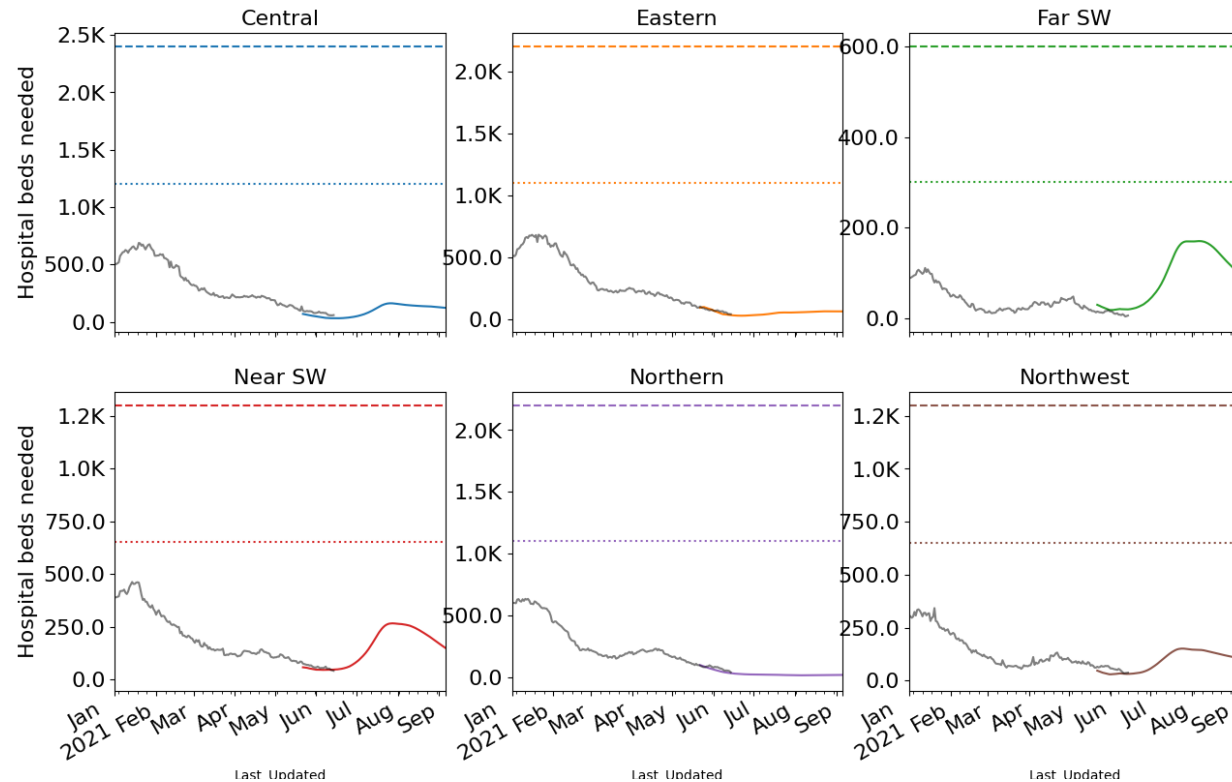 Central
Eastern
Far SW
Hospital beds needed
2.5K
2.0K
1.5K
1.0K
500.0
0.0
2.0K
1.5K
1.0K
500.0
0.0
600.0
400.0
200.0
0.0
Near SW
Northern
Northwest
Hospital beds needed
1.2K
1.0K
750.0
500.0
250.0
0.0
2.0K
1.5K
1.0K
500.0
0.0
1.2K
1.0K
750.0
500.0
250.0
0.0
Jan
2021
Feb
Mar
Apr
May
Jun
Jul
Aug
Sep
Jan
2021
Feb
Mar
Apr
May
Jun
Jul
Aug
Sep
Jan
2021
Feb
Mar
Apr
May
Jun
Jul
Aug
Sep
Last Updated
Last Updated